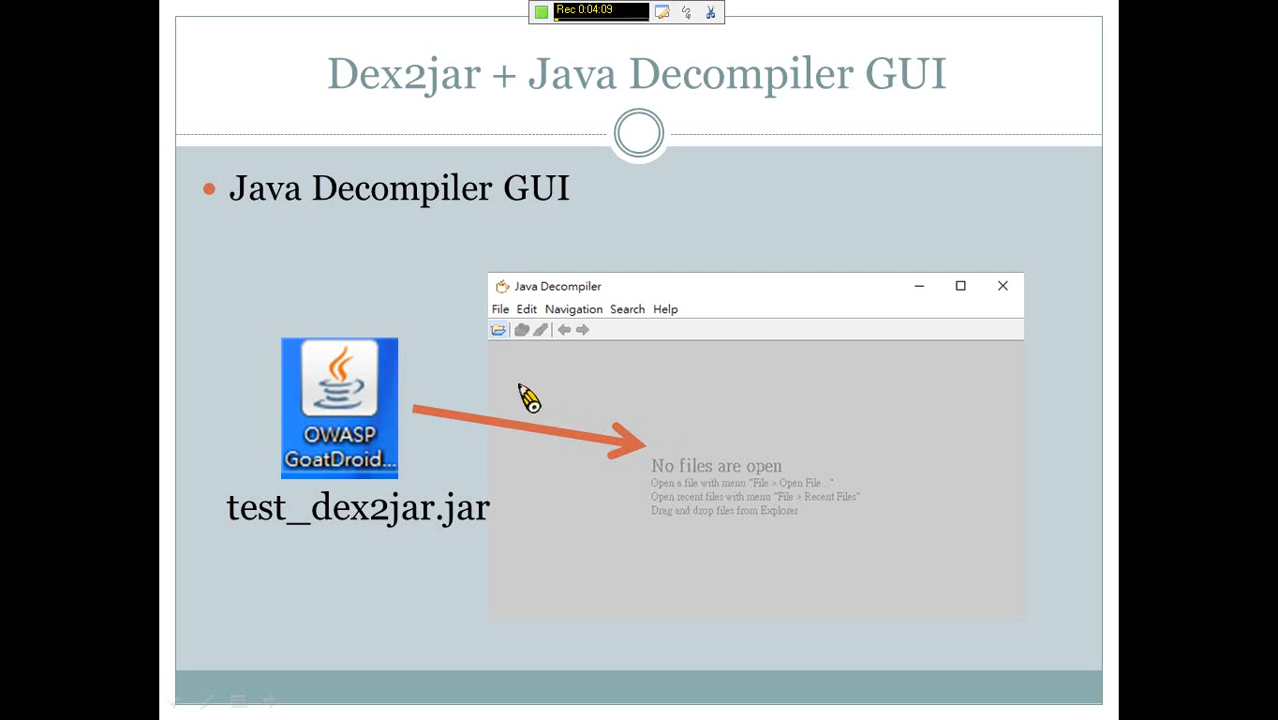 Rec 0:04:09
Dex2jar + Java Decompiler GUI
• Java Decompiler GUI
Java Decompiler
File Edit Navigation Search Help
OWASP
GoatDroid...
test_dex2jar.jar
No files are open
Open a file with menu "File > Open File..."
Open recent files with menu "File > Recent Files"
Drag and drop files from Explorer